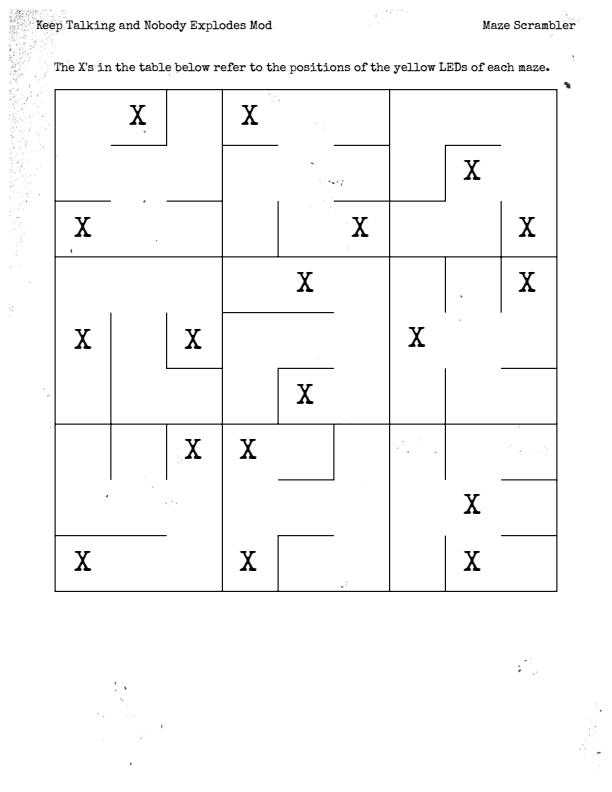 Keep Talking and Nobody Explodes Mod Maze Scrambler
The X's in the table below refer to the positions of the yellow LEDs of each maze.
X X
X
X X X
X X
X X X
X
X X
X
X X X